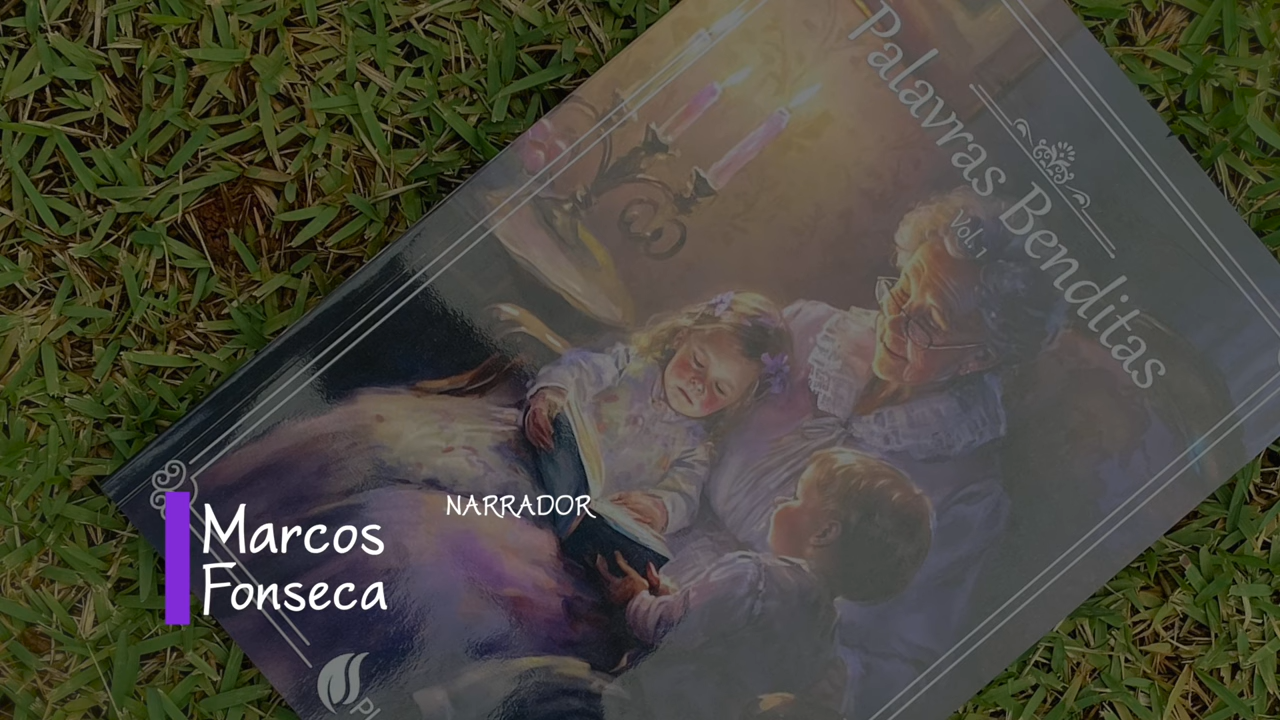 Palavras Benditas
Vol. 1
NARRADOR
Marcos
Fonseca